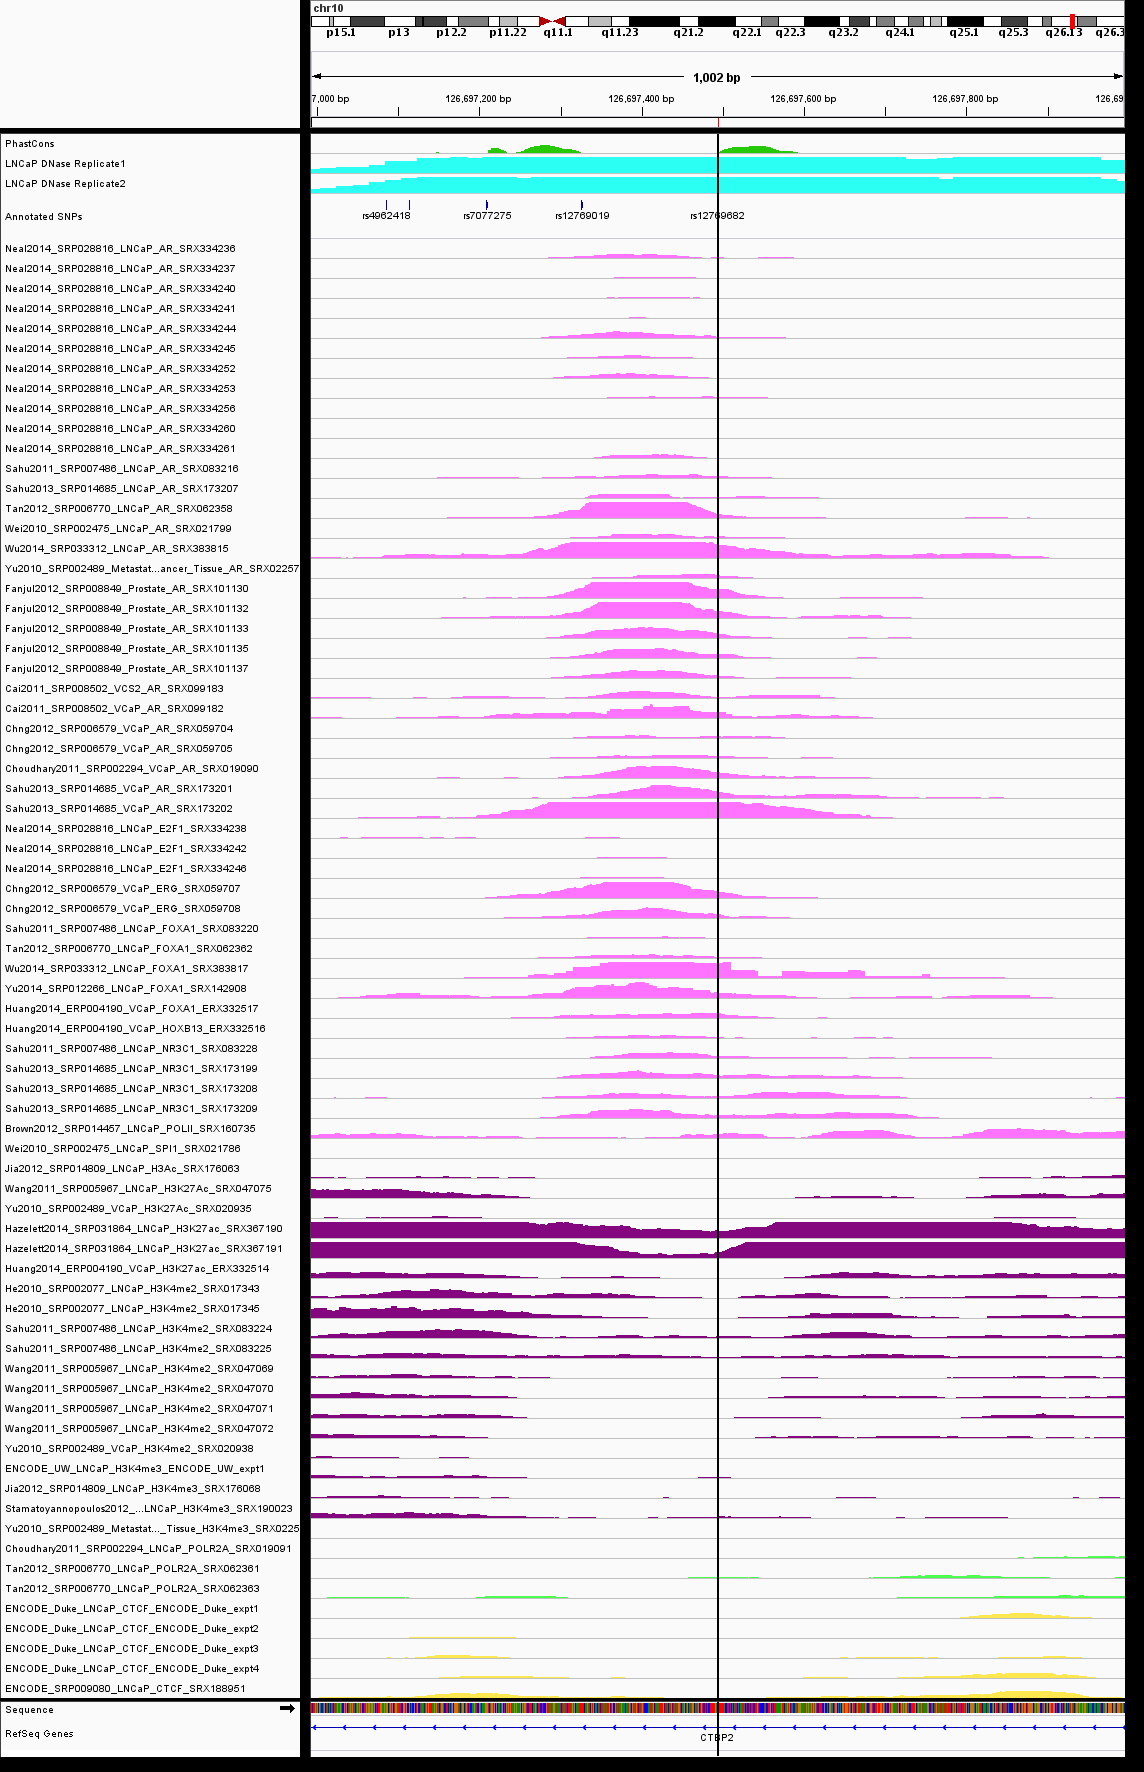 chr10
p15.1 p13 p12.2 p11.22 q11.1 q11.23 q21.2 q22.1 q22.3 q23.2 q24.1 q25.1 q25.3 q26.13 q26.3
1,002 bp
7,000 bp 126,697,200 bp 126,697,400 bp 126,697,600 bp 126,697,800 bp 126,69
PhastCons
LNCaP DNase Replicate1
LNCaP DNase Replicate2
Annotated SNPs rs4962418 rs7077275 rs12769019 rs12769682
Neal2014_SRP028816_LNCaP_AR_SRX334236
Neal2014_SRP028816_LNCaP_AR_SRX334237
Neal2014_SRP028816_LNCaP_AR_SRX334240
Neal2014_SRP028816_LNCaP_AR_SRX334241
Neal2014_SRP028816_LNCaP_AR_SRX334244
Neal2014_SRP028816_LNCaP_AR_SRX334245
Neal2014_SRP028816_LNCaP_AR_SRX334252
Neal2014_SRP028816_LNCaP_AR_SRX334253
Neal2014_SRP028816_LNCaP_AR_SRX334256
Neal2014_SRP028816_LNCaP_AR_SRX334260
Neal2014_SRP028816_LNCaP_AR_SRX334261
Sahu2011_SRP007486_LNCaP_AR_SRX083216
Sahu2013_SRP014685_LNCaP_AR_SRX173207
Tan2012_SRP006770_LNCaP_AR_SRX062358
Wei2010_SRP002475_LNCaP_AR_SRX021799
Wu2014_SRP033312_LNCaP_AR_SRX383815
Yu2010_SRP002489_Metastat...ancer_Tissue_AR_SRX02257
Fanjul2012_SRP008849_Prostate_AR_SRX101130
Fanjul2012_SRP008849_Prostate_AR_SRX101132
Fanjul2012_SRP008849_Prostate_AR_SRX101133
Fanjul2012_SRP008849_Prostate_AR_SRX101135
Fanjul2012_SRP008849_Prostate_AR_SRX101137
Cai2011_SRP008502_VCS2_AR_SRX099183
Cai2011_SRP008502_VCaP_AR_SRX099182
Chng2012_SRP006579_VCaP_AR_SRX059704
Chng2012_SRP006579_VCaP_AR_SRX059705
Choudhary2011_SRP002294_VCaP_AR_SRX019090
Sahu2013_SRP014685_VCaP_AR_SRX173201
Sahu2013_SRP014685_VCaP_AR_SRX173202
Neal2014_SRP028816_LNCaP_E2F1_SRX334238
Neal2014_SRP028816_LNCaP_E2F1_SRX334242
Neal2014_SRP028816_LNCaP_E2F1_SRX334246
Chng2012_SRP006579_VCaP_ERG_SRX059707
Chng2012_SRP006579_VCaP_ERG_SRX059708
Sahu2011_SRP007486_LNCaP_FOXA1_SRX083220
Tan2012_SRP006770_LNCaP_FOXA1_SRX062362
Wu2014_SRP033312_LNCaP_FOXA1_SRX383817
Yu2014_SRP012266_LNCaP_FOXA1_SRX142908
Huang2014_ERP004190_VCaP_FOXA1_ERX332517
Huang2014_ERP004190_VCaP_HOXB13_ERX332516
Sahu2011_SRP007486_LNCaP_NR3C1_SRX083228
Sahu2013_SRP014685_LNCaP_NR3C1_SRX173199
Sahu2013_SRP014685_LNCaP_NR3C1_SRX173208
Sahu2013_SRP014685_LNCaP_NR3C1_SRX173209
Brown2012_SRP014457_LNCaP_POLII_SRX160735
Wei2010_SRP002475_LNCaP_SPI1_SRX021786
Jia2012_SRP014809_LNCaP_H3Ac_SRX176063
Wang2011_SRP005967_LNCaP_H3K27Ac_SRX047075
Yu2010_SRP002489_VCaP_H3K27Ac_SRX020935
Hazelett2014_SRP031864_LNCaP_H3K27ac_SRX367190
Hazelett2014_SRP031864_LNCaP_H3K27ac_SRX367191
Huang2014_ERP004190_VCaP_H3K27ac_ERX332514
He2010_SRP002077_LNCaP_H3K4me2_SRX017343
He2010_SRP002077_LNCaP_H3K4me2_SRX017345
Sahu2011_SRP007486_LNCaP_H3K4me2_SRX083224
Sahu2011_SRP007486_LNCaP_H3K4me2_SRX083225
Wang2011_SRP005967_LNCaP_H3K4me2_SRX047069
Wang2011_SRP005967_LNCaP_H3K4me2_SRX047070
Wang2011_SRP005967_LNCaP_H3K4me2_SRX047071
Wang2011_SRP005967_LNCaP_H3K4me2_SRX047072
Yu2010_SRP002489_VCaP_H3K4me2_SRX020938
ENCODE_UW_LNCaP_H3K4me3_ENCODE_UW_expt1
Jia2012_SRP014809_LNCaP_H3K4me3_SRX176068
Stamatoyannopoulos2012_...LNCaP_H3K4me3_SRX190023
Yu2010_SRP002489_Metastat..._Tissue_H3K4me3_SRX0225
Choudhary2011_SRP002294_LNCaP_POLR2A_SRX019091
Tan2012_SRP006770_LNCaP_POLR2A_SRX062361
Tan2012_SRP006770_LNCaP_POLR2A_SRX062363
ENCODE_Duke_LNCaP_CTCF_ENCODE_Duke_expt1
ENCODE_Duke_LNCaP_CTCF_ENCODE_Duke_expt2
ENCODE_Duke_LNCaP_CTCF_ENCODE_Duke_expt3
ENCODE_Duke_LNCaP_CTCF_ENCODE_Duke_expt4
ENCODE_SRP009080_LNCaP_CTCF_SRX188951
Sequence
RefSeq Genes
CTBP2